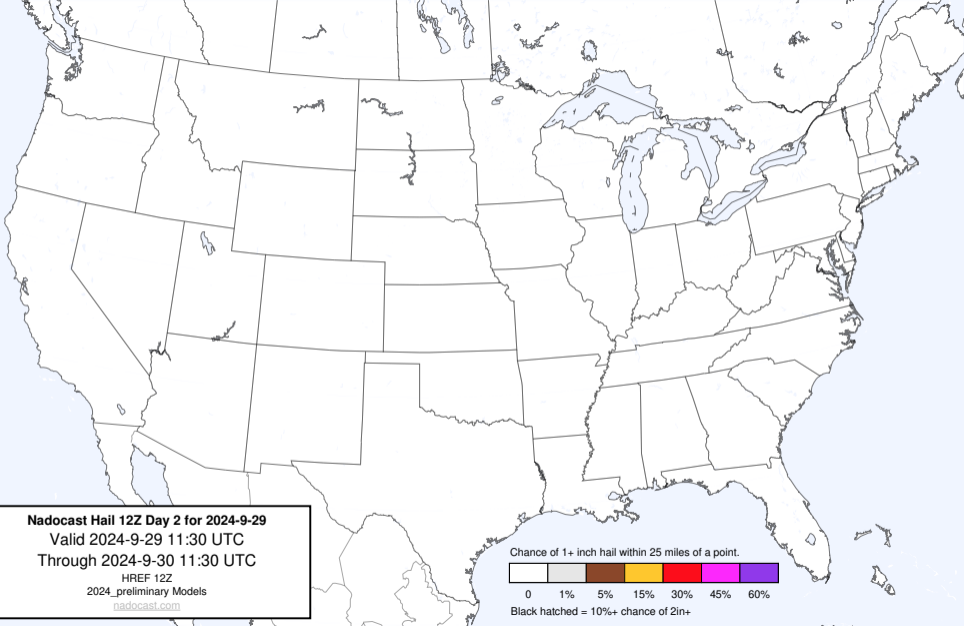 Nadocast Hail 12Z Day 2 for 2024-9-29
Valid 2024-9-29 11:30 UTC
Through 2024-9-30 11:30 UTC
HREF 12Z
2024_preliminary Models
nadocast.com
Chance of 1+ inch hail within 25 miles of a point.
0 1% 5% 15% 30% 45% 60%
Black hatched = 10%+ chance of 2in+